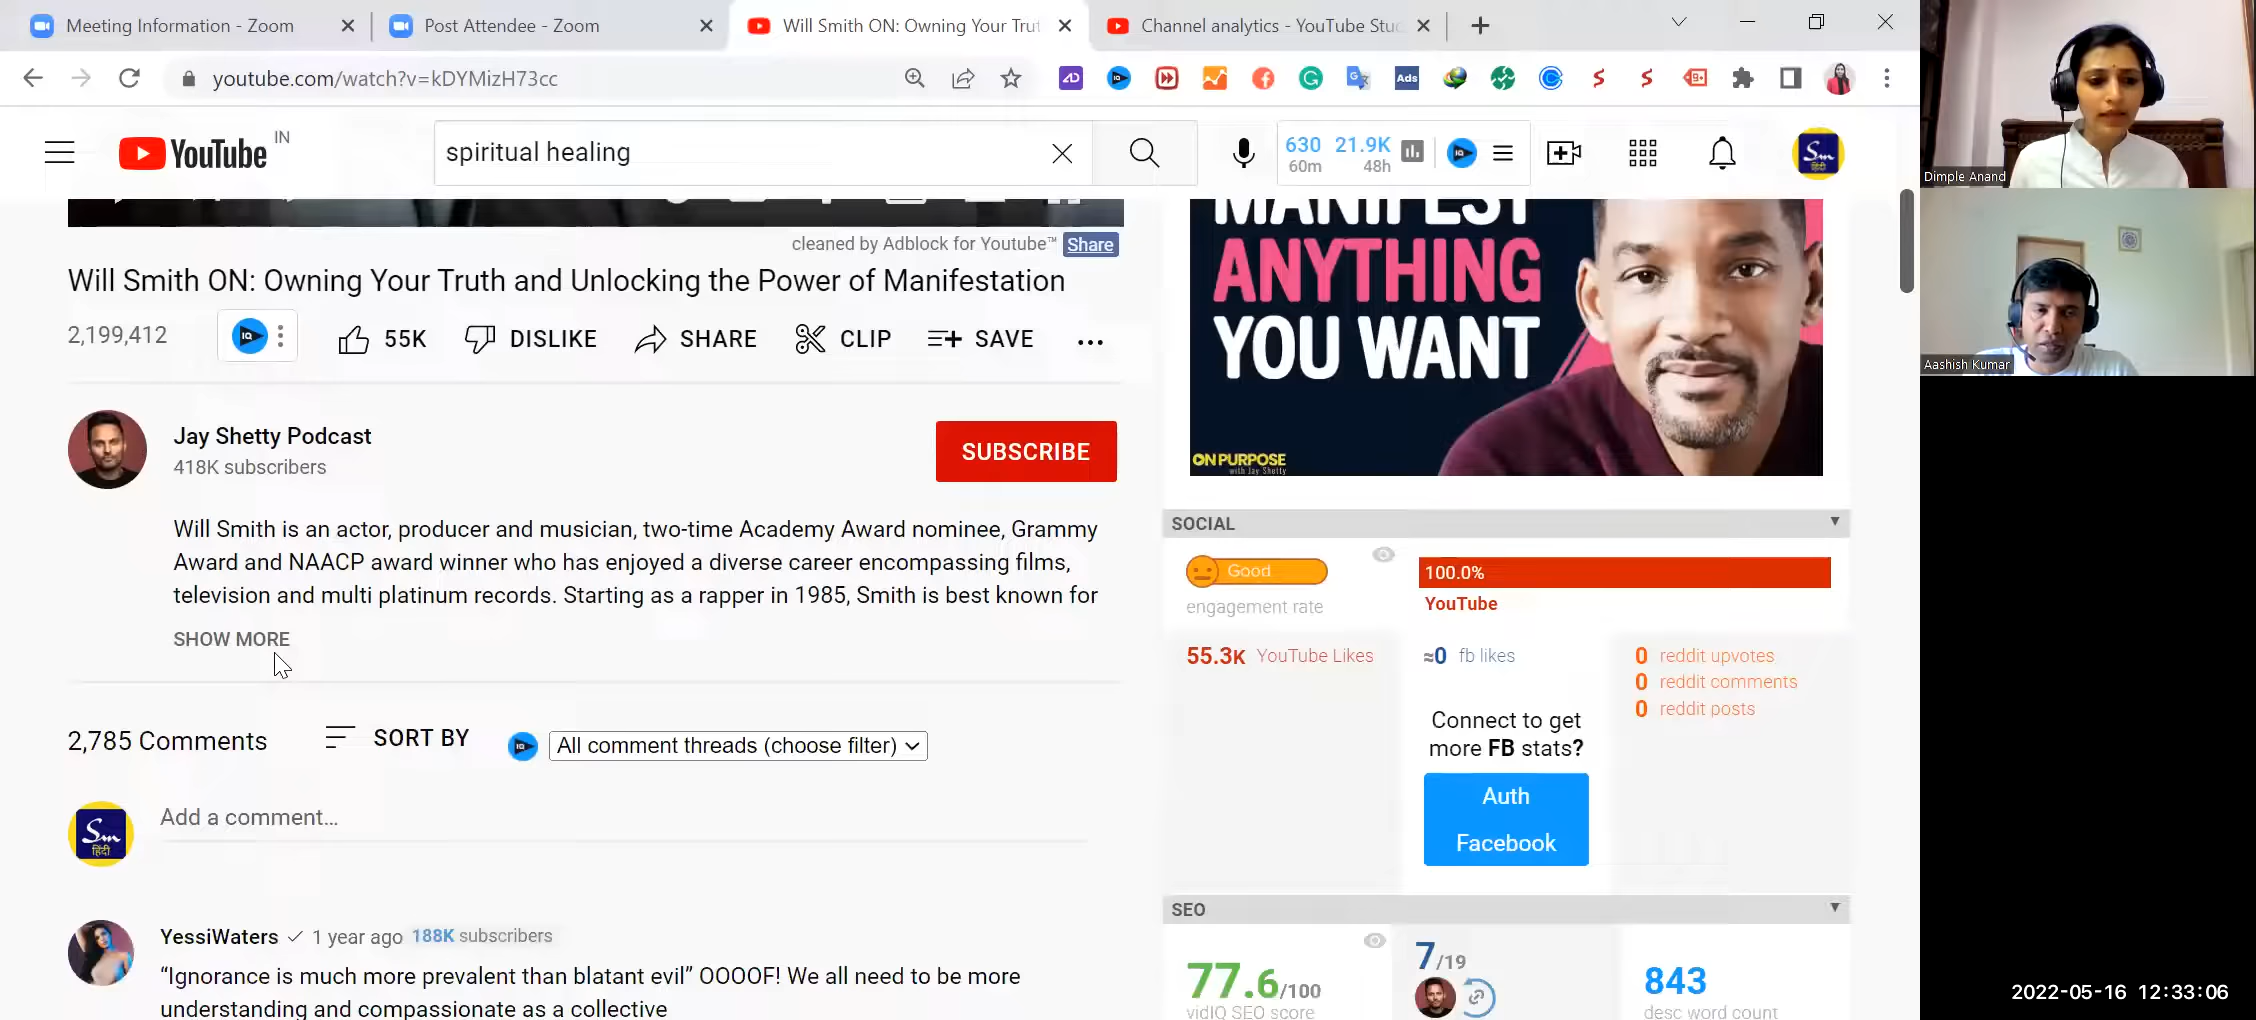 Meeting Information - Zoom
Post Attendee - Zoom
Will Smith ON: Owning Your Trut
Channel analytics - YouTube Stud
youtube.com/watch?v=kDYMizH73cc
Ads
9+
YouTube IN
spiritual healing
630 21.9K
60m 48h
Sm
हिंदी
cleaned by Adblock for Youtube™ Share
Will Smith ON: Owning Your Truth and Unlocking the Power of Manifestation
2,199,412
55K DISLIKE SHARE CLIP SAVE
Jay Shetty Podcast
418K subscribers
SUBSCRIBE
Will Smith is an actor, producer and musician, two-time Academy Award nominee, Grammy
Award and NAACP award winner who has enjoyed a diverse career encompassing films,
television and multi platinum records. Starting as a rapper in 1985, Smith is best known for
SHOW MORE
2,785 Comments SORT BY All comment threads (choose filter)
Sm
हिंदी
Add a comment...
YessiWaters 1 year ago 188K subscribers
“Ignorance is much more prevalent than blatant evil” OOOOF! We all need to be more
understanding and compassionate as a collective
MANIFEST
ANYTHING
YOU WANT
ON PURPOSE
with Jay Shetty
SOCIAL
Good
engagement rate
100.0%
YouTube
55.3K YouTube Likes
≈0 fb likes
0 reddit upvotes
0 reddit comments
0 reddit posts
Connect to get
more FB stats?
Auth
Facebook
SEO
77.6/100
vidIQ SEO score
7/19
843
desc word count
Dimple Anand
Aashish Kumar
2022-05-16 12:33:06